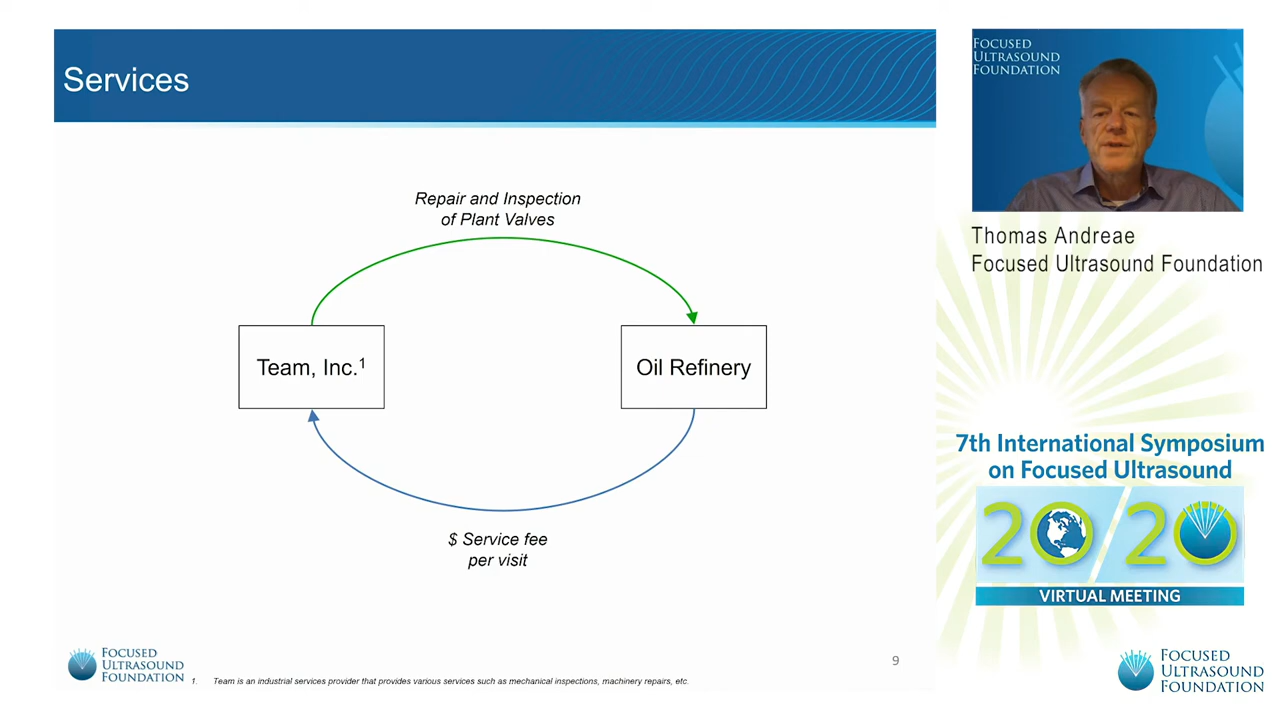 Services
Repair and Inspection
of Plant Valves
Team, Inc.¹
Oil Refinery
$ Service fee
per visit
FOCUSED
ULTRASOUND
FOUNDATION
1. Team is an industrial services provider that provides various services such as mechanical inspections, machinery repairs, etc.
9
FOCUSED
ULTRASOUND
FOUNDATION
Thomas Andreae
Focused Ultrasound Foundation
7th International Symposium
on Focused Ultrasound
20/20
VIRTUAL MEETING
FOCUSED
ULTRASOUND
FOUNDATION